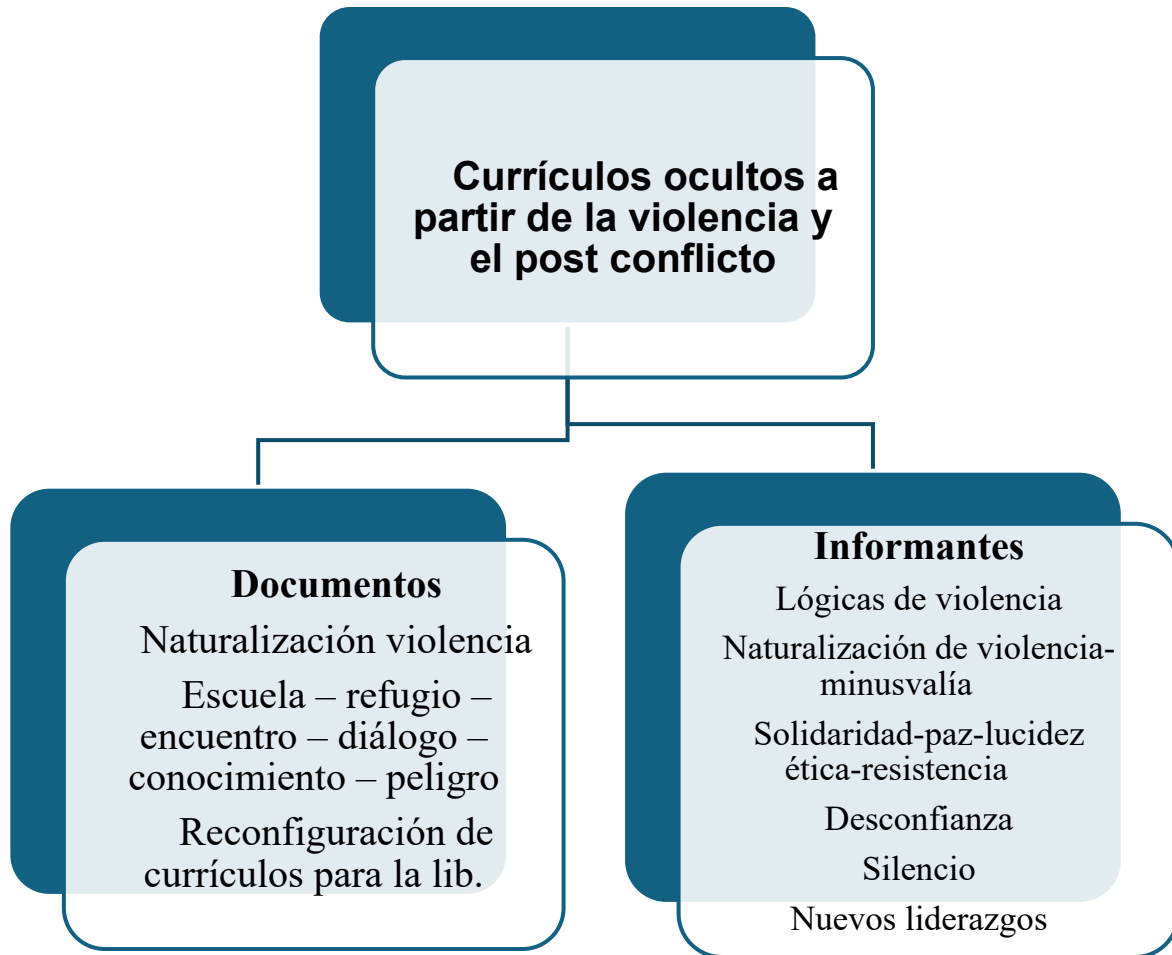 Currículos ocultos a
partir de la violencia y
el post conflicto
Documentos
Naturalización violencia
Escuela – refugio –
encuentro – diálogo –
conocimiento – peligro
Reconfiguración de
currículos para la lib.
Informantes
Lógicas de violencia
Naturalización de violencia-
minusvalía
Solidaridad-paz-lucidez
ética-resistencia
Desconfianza
Silencio
Nuevos liderazgos